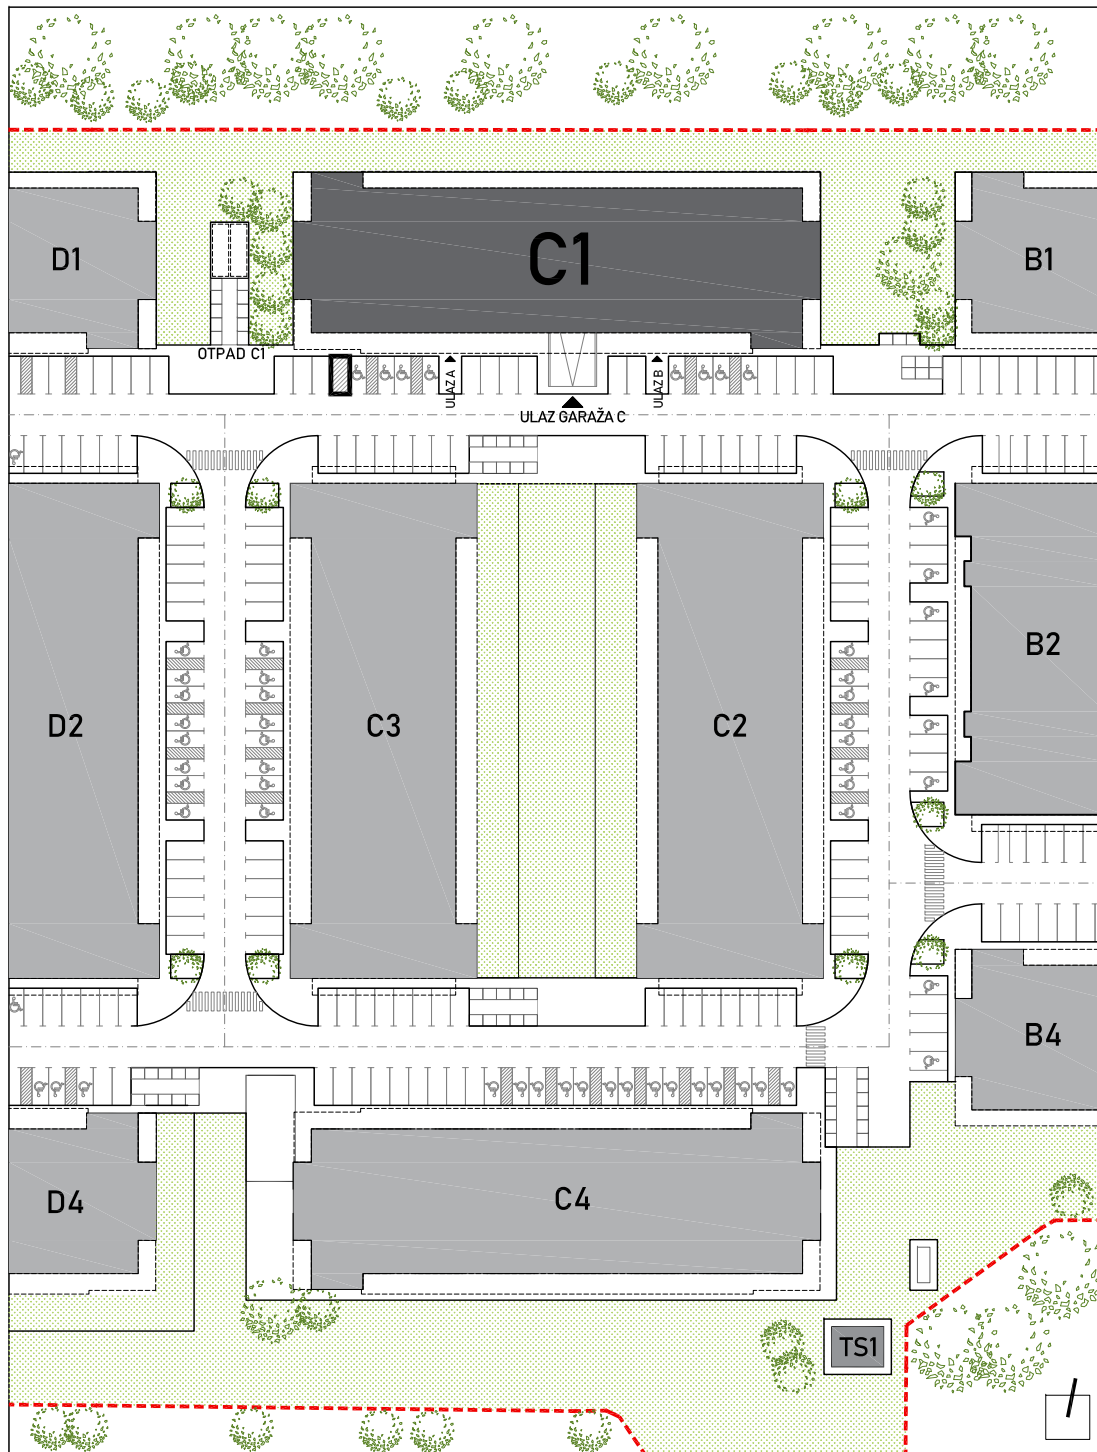 D1
C1
B1
OTPAD C1
ULAZ A
ULAZ B
ULAZ GARAŽA C
D2
C3
C2
B2
B4
D4
C4
TS1